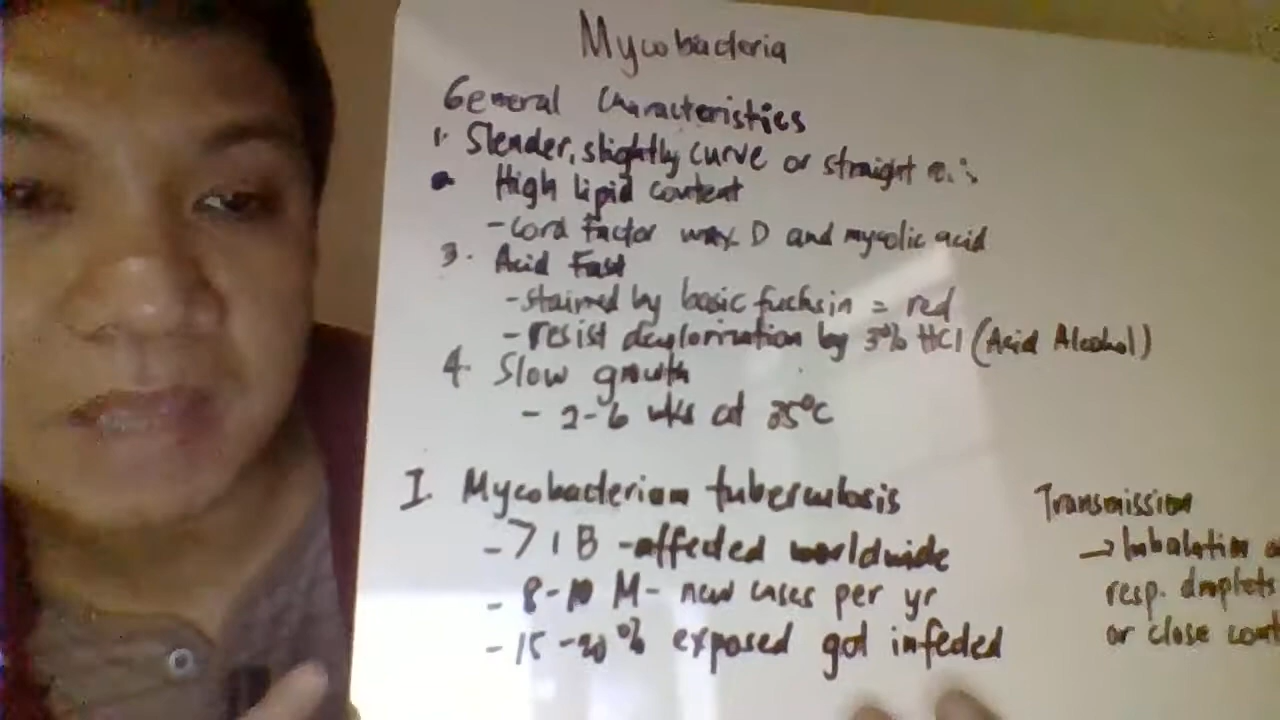 Mycobacteria
General Characteristics
1. Slender, slightly curve or straight
High lipid content
- cord factor wax D and mycolic acid
3. Acid Fast
- stained by basic fuchsin = red
- resist decylorization by 3% HCl (Acid Alcohol)
4. Slow growth
- 2-6 wks at 35°C
I. Mycobacterium tuberculosis
- > 1 B - affected worldwide
- 8-10 M - new cases per yr
- 15-20% exposed got infected
Transmission
→ Inhalation
resp. droplets
or close